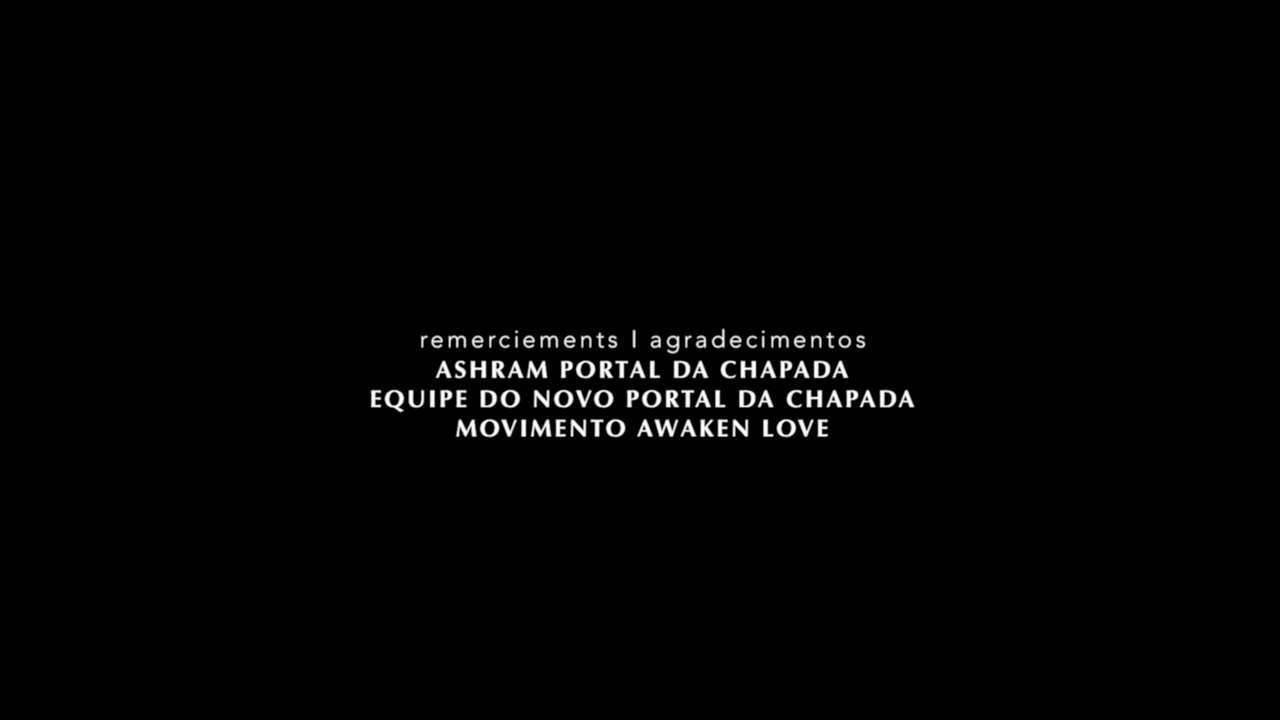 remerciements | agradecimentos
ASHRAM PORTAL DA CHAPADA
EQUIPE DO NOVO PORTAL DA CHAPADA
MOVIMENTO AWAKEN LOVE